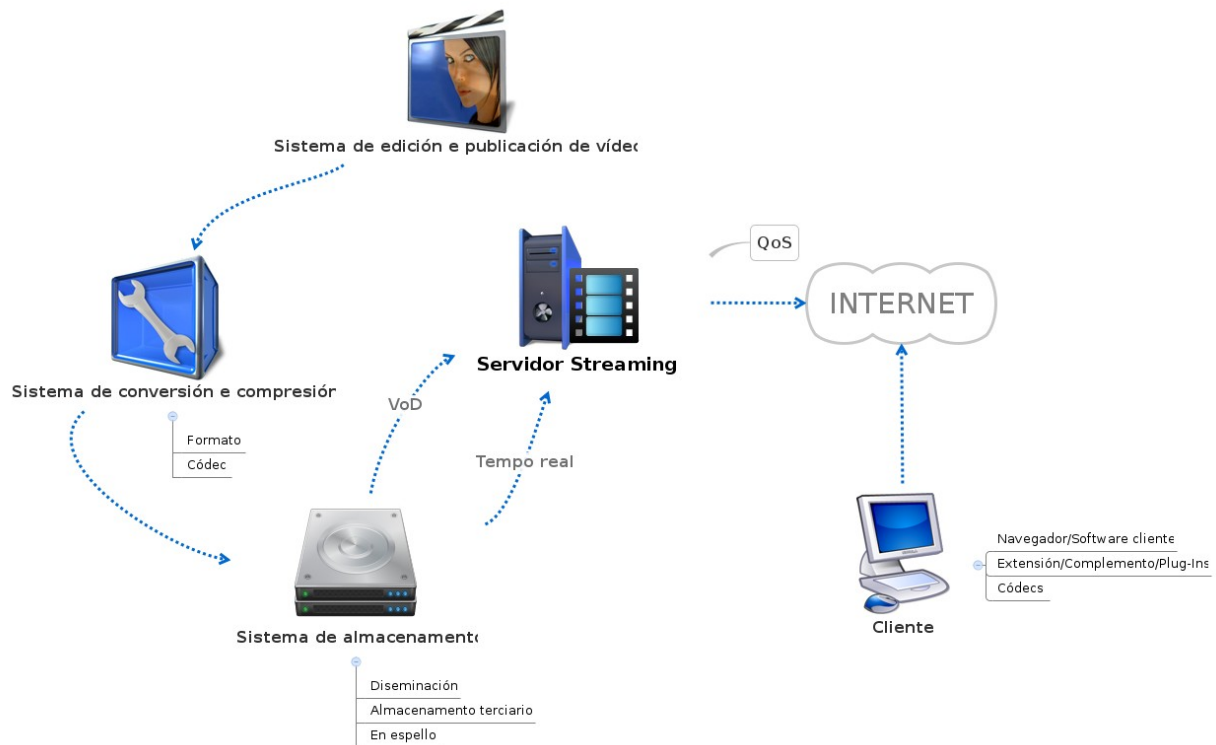 Sistema de edición e publicación de víde
QoS
INTERNET
Servidor Streaming
Sistema de conversión e compresión
Formato
Códec
VoD
Tempo real
Sistema de almacenamento
Diseminación
Almacenamento terciario
En espello
Navegador/Software cliente
Extensión/Complemento/Plug-Ins
Códecs
Cliente